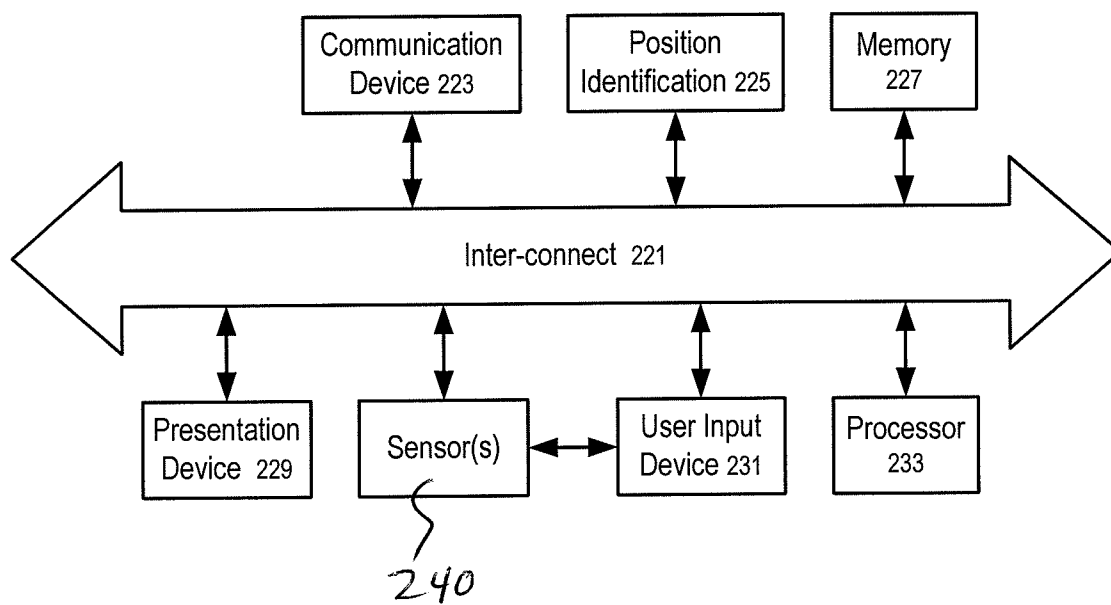 Communication
Device 223
Position
Identification 225
Memory
227
Inter-connect 221
Presentation
Device 229
Sensor(s)
User Input
Device 231
Processor
233
240